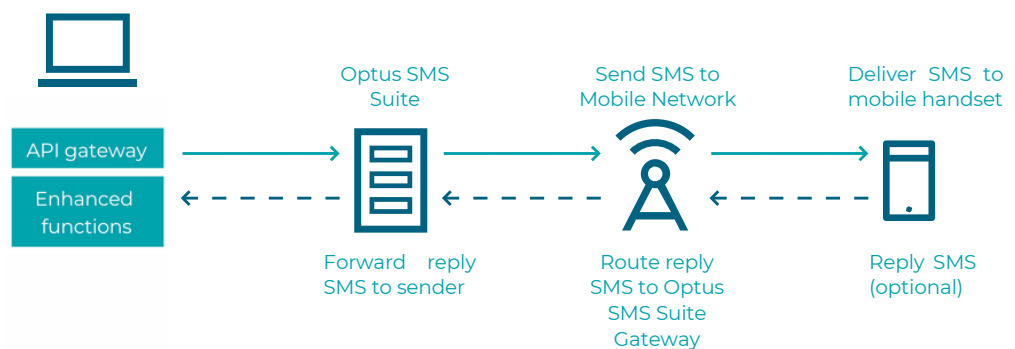 Optus SMS
Suite
Send SMS to
Mobile Network
Deliver SMS to
mobile handset
API gateway
Enhanced
functions
Forward reply
SMS to sender
Route reply
SMS to Optus
SMS Suite
Gateway
Reply SMS
(optional)